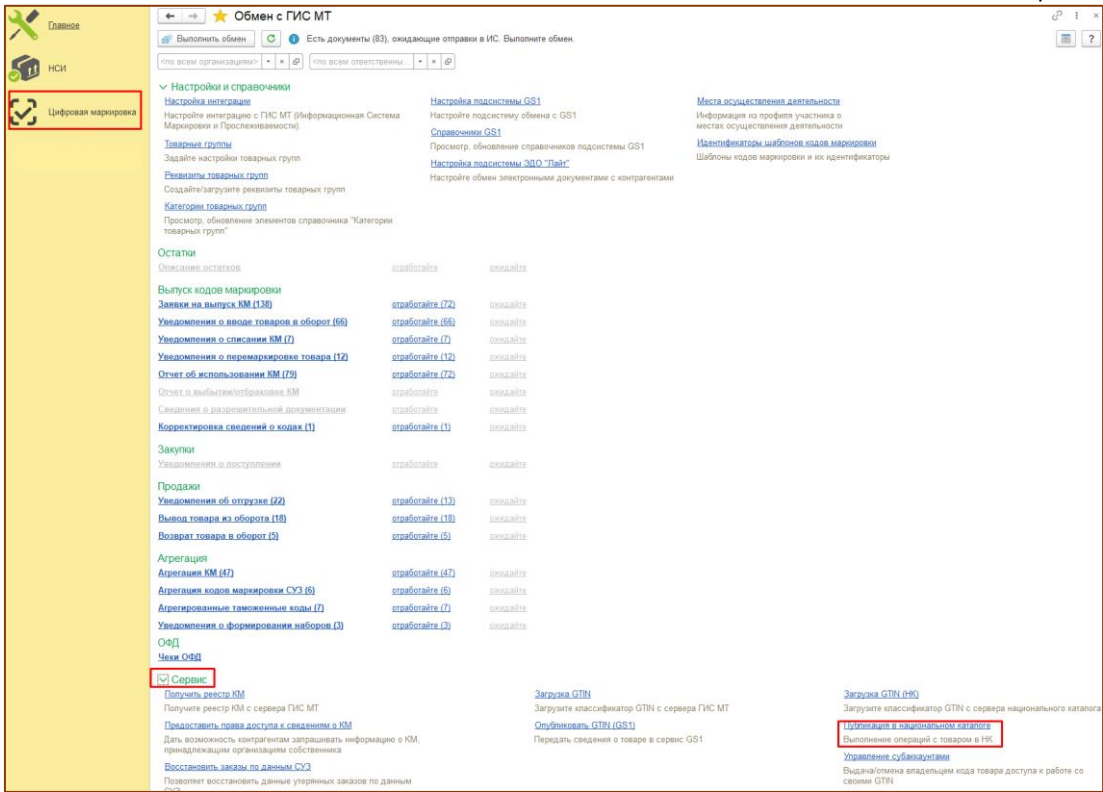 Главное
НСИ
Цифровая маркировка
Обмен с ГИС МТ
Выполнить обмен
Есть документы (83), ожидающие отправки в ИС. Выполните обмен.
?
<по всем организациям>
<по всем ответственны...
Настройки и справочники
Настройка интеграции
Настройка подсистемы GS1
Места осуществления деятельности
Настройте интеграцию с ГИС МТ (Информационная Система
Маркировки и Прослеживаемости).
Настройте подсистему обмена с GS1
Информация из профиля участника о
местах осуществления деятельности
Справочники GS1
Товарные группы
Просмотр, обновление справочников подсистемы GS1
Идентификаторы шаблонов кодов маркировки
Задайте настройки товарных групп
Шаблоны кодов маркировки и их идентификаторы
Настройка подсистемы ЭДО "Лайт"
Реквизиты товарных групп
Настройте обмен электронными документами с контрагентами
Создайте/загрузите реквизиты товарных групп
Категории товарных групп
Просмотр, обновление элементов справочника "Категории
товарных групп"
Остатки
Описание остатков отработайте ожидайте
Выпуск кодов маркировки
Заявки на выпуск КМ (138) отработайте (72) ожидайте
Уведомления о вводе товаров в оборот (66) отработайте (66) ожидайте
Уведомления о списании КМ (7) отработайте (7) ожидайте
Уведомления о перемаркировке товара (12) отработайте (12) ожидайте
Отчет об использовании КМ (79) отработайте (72) ожидайте
Отчет о выбытии/отбраковке КМ отработайте ожидайте
Сведения о разрешительной документации отработайте ожидайте
Корректировка сведений о кодах (1) отработайте (1) ожидайте
Закупки
Уведомления о поступлении отработайте ожидайте
Продажи
Уведомления об отгрузке (22) отработайте (13) ожидайте
Вывод товара из оборота (18) отработайте (18) ожидайте
Возврат товара в оборот (5) отработайте (5) ожидайте
Агрегация
Агрегация КМ (47) отработайте (47) ожидайте
Агрегация кодов маркировки СУЗ (6) отработайте (6) ожидайте
Агрегированные таможенные коды (7) отработайте (7) ожидайте
Уведомления о формировании наборов (3) отработайте (3) ожидайте
ОФД
Чеки ОФД
Сервис
Получить реестр КМ
Загрузка GTIN
Загрузка GTIN (НК)
Получите реестр КМ с сервера ГИС МТ
Загрузите классификатор GTIN с сервера ГИС МТ
Загрузите классификатор GTIN с сервера национального каталога
Предоставить права доступа к сведениям о КМ
Опубликовать GTIN (GS1)
Публикация в национальном каталоге
Дать возможность контрагентам запрашивать информацию о КМ,
принадлежащим организациям собственника
Передать сведения о товаре в сервис GS1
Выполнение операций с товаром в НК
Управление субаккаунтами
Восстановить заказы по данным СУЗ
Выдача/отмена владельцем кода товара доступа к работе со
своими GTIN
Позволяет восстановить данные утерянных заказов по данным
СУЗ